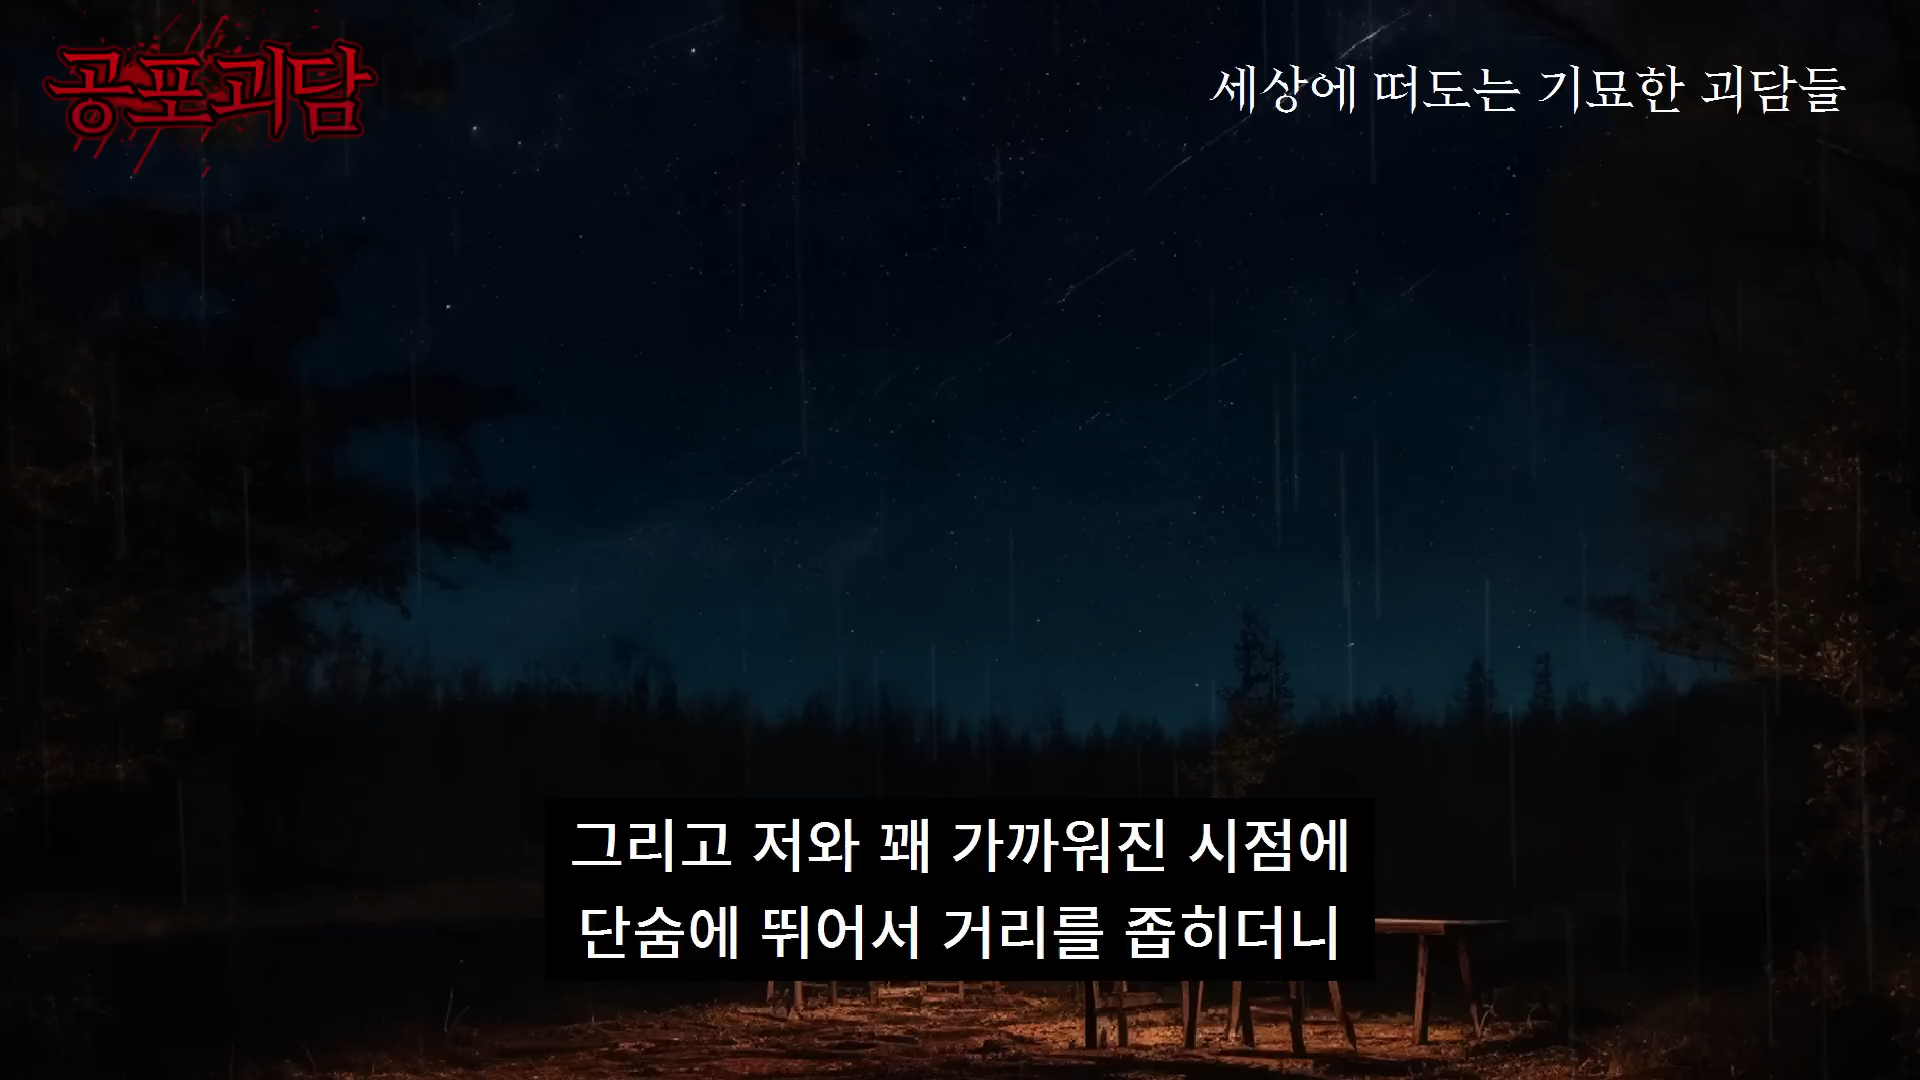 공포괴담
세상에 떠도는 기묘한 괴담들
그리고 저와 꽤 가까워진 시점에
단숨에 뛰어서 거리를 좁히더니